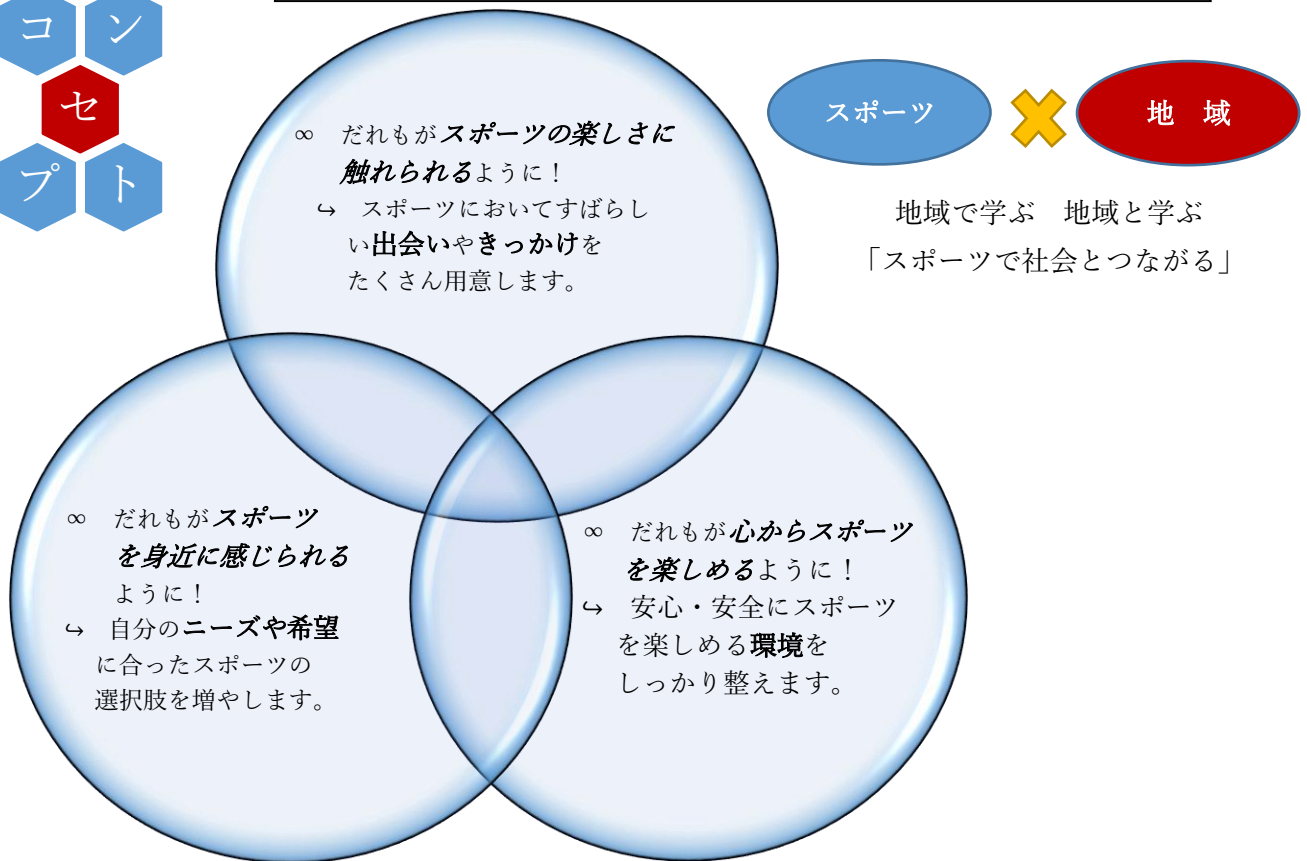 コン
セ
プト
スポーツ
地　域
地域で学ぶ　地域と学ぶ
「スポーツで社会とつながる」
∞　だれもがスポーツの楽しさに
触れられるように！
↪　スポーツにおいてすばらし
い出会いやきっかけを
たくさん用意します。
∞　だれもがスポーツ
を身近に感じられる
ように！
↪　自分のニーズや希望
に合ったスポーツの
選択肢を増やします。
∞　だれもが心からスポーツ
を楽しめるように！
↪　安心・安全にスポーツ
を楽しめる環境を
しっかり整えます。